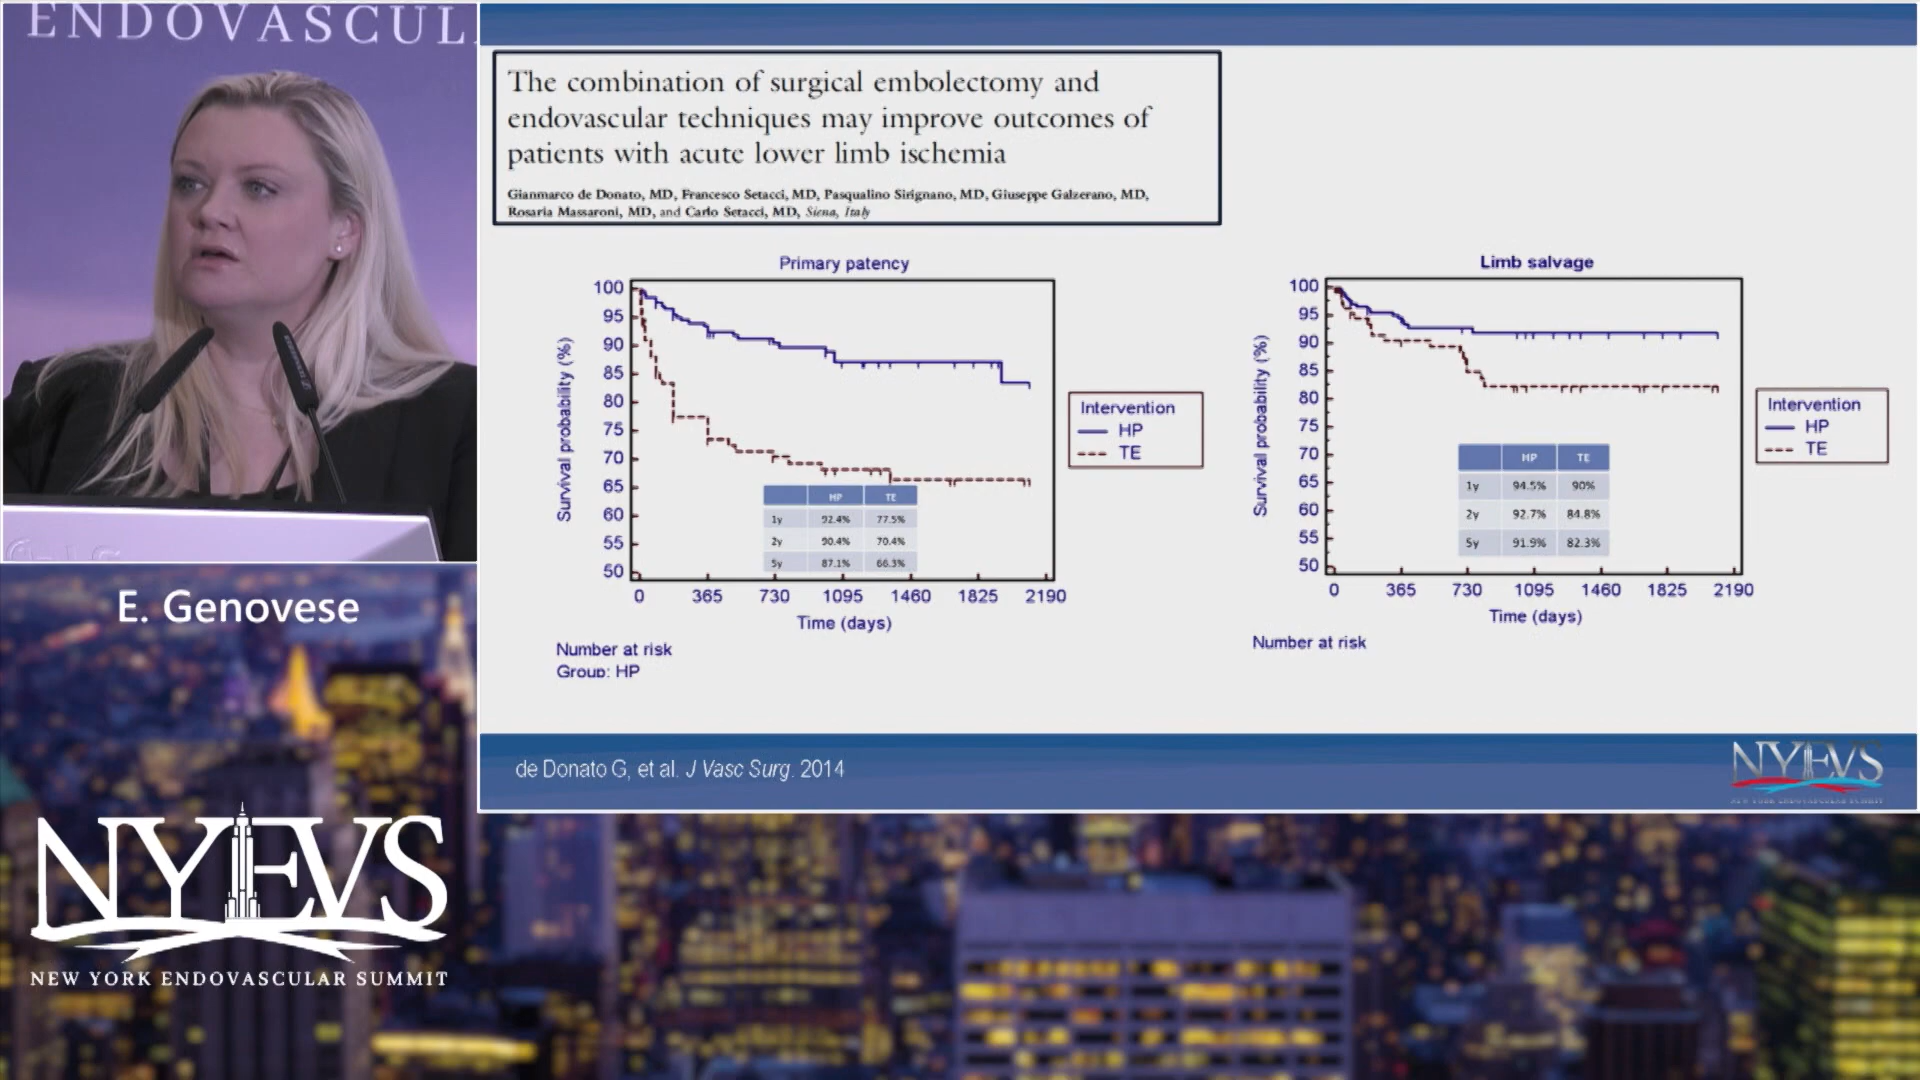 ENDOVASCUL
The combination of surgical embolectomy and
endovascular techniques may improve outcomes of
patients with acute lower limb ischemia
Gianmarco de Donato, MD, Francesco Setacci, MD, Pasqualino Sirignano, MD, Giuseppe Galzerano, MD,
Rosaria Massaroni, MD, and Carlo Setacci, MD, Siena, Italy
Primary patency
Survival probability (%)
100
95
90
85
80
75
70
65
60
55
50
0 365 730 1095 1460 1825 2190
Time (days)
Intervention
HP
TE
HP TE
1y 92.4% 77.5%
2y 90.4% 70.4%
5y 87.1% 66.3%
Number at risk
Group: HP
Limb salvage
Survival probability (%)
100
95
90
85
80
75
70
65
60
55
50
0 365 730 1095 1460 1825 2190
Time (days)
Intervention
HP
TE
HP TE
1y 94.5% 90%
2y 92.7% 84.8%
5y 91.9% 82.3%
Number at risk
de Donato G, et al. J Vasc Surg. 2014
NYEVS
NEW YORK ENDOVASCULAR SUMMIT
E. Genovese
NYEVS
NEW YORK ENDOVASCULAR SUMMIT